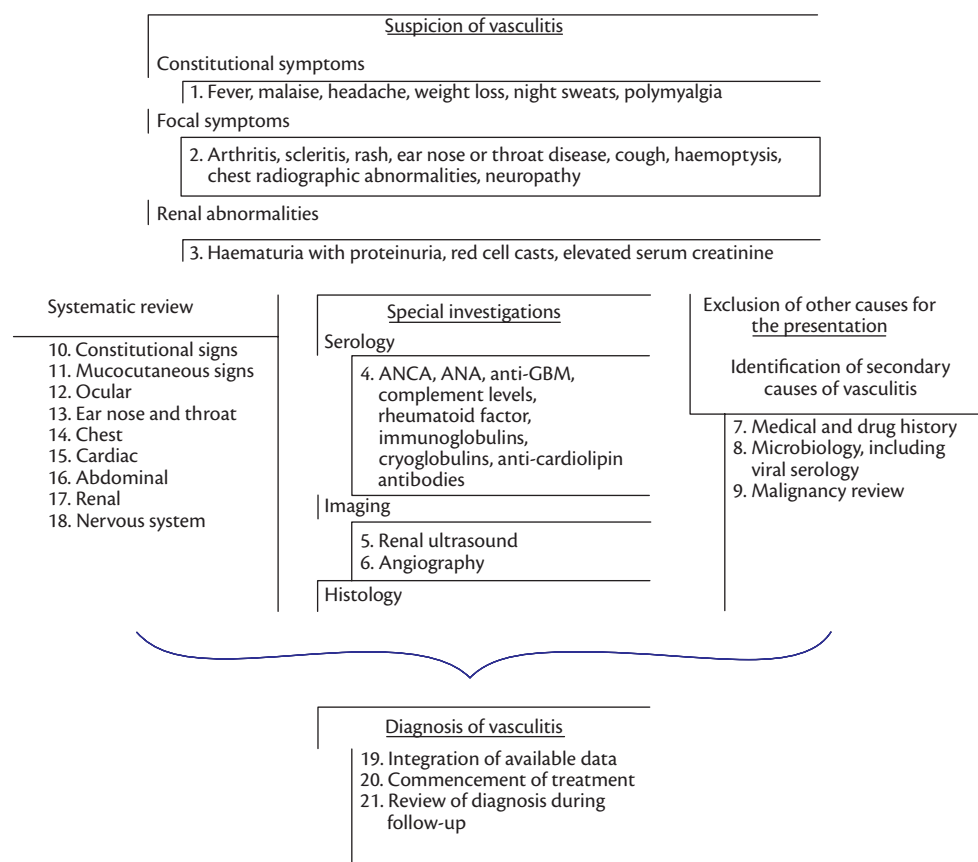 Suspicion of vasculitis
Constitutional symptoms
1. Fever, malaise, headache, weight loss, night sweats, polymyalgia
Focal symptoms
2. Arthritis, scleritis, rash, ear nose or throat disease, cough, haemoptysis,
chest radiographic abnormalities, neuropathy
Renal abnormalities
3. Haematuria with proteinuria, red cell casts, elevated serum creatinine
Systematic review
10. Constitutional signs
11. Mucocutaneous signs
12. Ocular
13. Ear nose and throat
14. Chest
15. Cardiac
16. Abdominal
17. Renal
18. Nervous system
Special investigations
Serology
4. ANCA, ANA, anti-GBM,
complement levels,
rheumatoid factor,
immunoglobulins,
cryoglobulins, anti-cardiolipin
antibodies
Imaging
5. Renal ultrasound
6. Angiography
Histology
Exclusion of other causes for
the presentation
Identification of secondary
causes of vasculitis
7. Medical and drug history
8. Microbiology, including
viral serology
9. Malignancy review
Diagnosis of vasculitis
19. Integration of available data
20. Commencement of treatment
21. Review of diagnosis during
follow-up